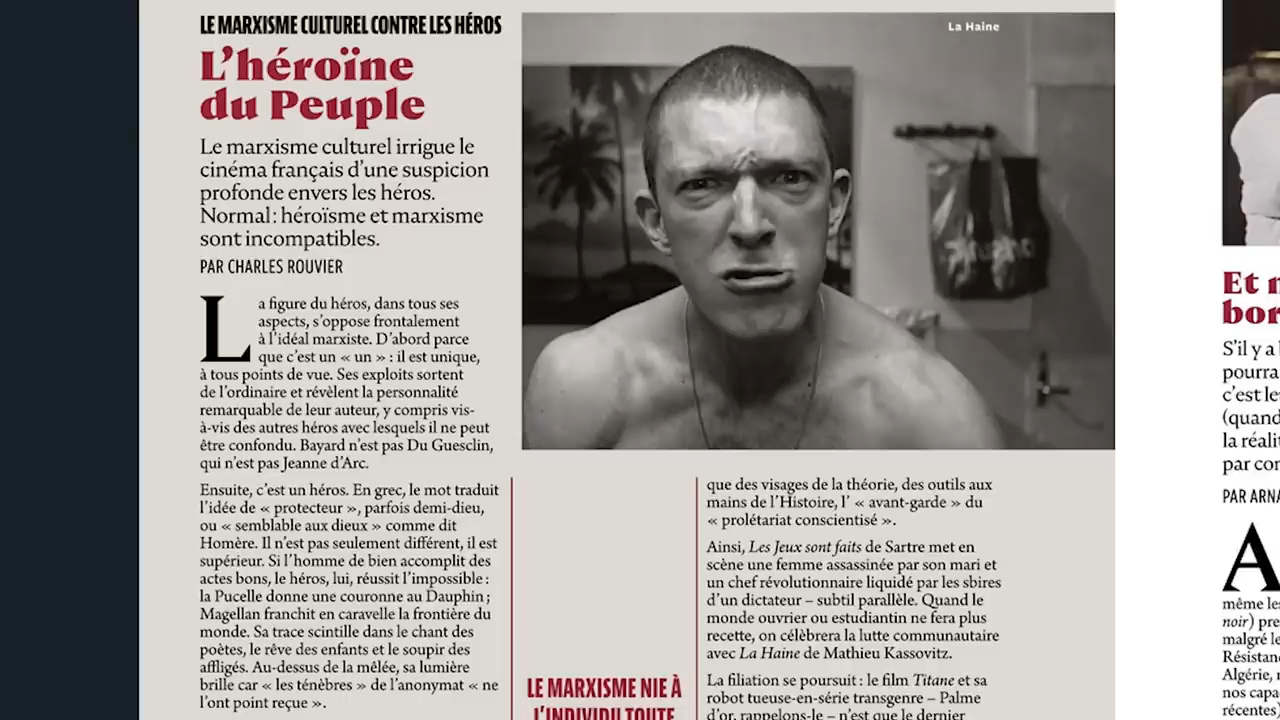 LE MARXISME CULTUREL CONTRE LES HÉROS
L'héroïne
du Peuple
Le marxisme culturel irrigue le
cinéma français d'une suspicion
profonde envers les héros.
Normal : héroïsme et marxisme
sont incompatibles.
PAR CHARLES ROUVIER
La figure du héros, dans tous ses
aspects, s'oppose frontalement
à l'idéal marxiste. D'abord parce
que c'est un « un » : il est unique,
à tous points de vue. Ses exploits sortent
de l'ordinaire et révèlent la personnalité
remarquable de leur auteur, y compris vis-
à-vis des autres héros avec lesquels il ne peut
être confondu. Bayard n'est pas Du Guesclin,
qui n'est pas Jeanne d'Arc.
Ensuite, c'est un héros. En grec, le mot traduit
l'idée de « protecteur », parfois demi-dieu,
ou « semblable aux dieux » comme dit
Homère. Il n'est pas seulement différent, il est
supérieur. Si l'homme de bien accomplit des
actes bons, le héros, lui, réussit l'impossible :
la Pucelle donne une couronne au Dauphin ;
Magellan franchit en caravelle la frontière du
monde. Sa trace scintille dans le chant des
poètes, le rêve des enfants et le soupir des
affligés. Au-dessus de la mêlée, sa lumière
brille car « les ténèbres » de l'anonymat « ne
l'ont point reçue ».
La Haine
LE MARXISME NIE À
L'INDIVIDU TOUTE
que des visages de la théorie, des outils aux
mains de l'Histoire, l' « avant-garde » du
« prolétariat conscientisé ».
Ainsi, Les Jeux sont faits de Sartre met en
scène une femme assassinée par son mari et
un chef révolutionnaire liquidé par les sbires
d'un dictateur – subtil parallèle. Quand le
monde ouvrier ou estudiantin ne fera plus
recette, on célèbrera la lutte communautaire
avec La Haine de Mathieu Kassovitz.
La filiation se poursuit : le film Titane et sa
robot tueuse-en-série transgenre – Palme
d'or, rappelons-le – n'est que le dernier
Et
bor
S'il y a
pourra
c'est
(quand
la
par
PAR
A
même
noir) pre
malgré le
Résistan
Algérie,
nos capa
récentes)